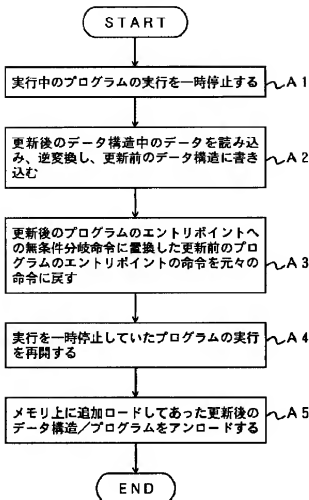 START
実行中のプログラムの実行を一時停止する
A1
更新後のデータ構造中のデータを読み込
み、逆変換し、更新前のデータ構造に書き
込む
A2
更新後のプログラムのエントリポイントへ
の無条件分岐命令に置換した更新前のプロ
グラムのエントリポイントの命令を元々の
命令に戻す
A3
実行を一時停止していたプログラムの実行
を再開する
A4
メモリ上に追加ロードしてあった更新後の
データ構造/プログラムをアンロードする
A5
END